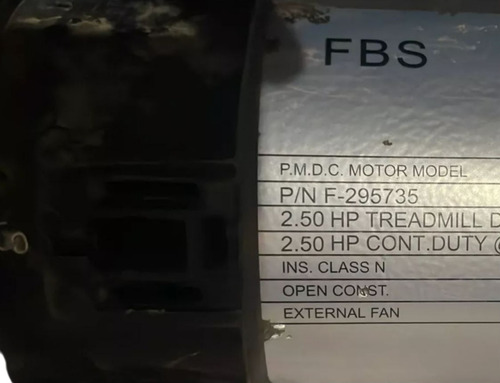 FBS
P.M.D.C. MOTOR MODEL
P/N F-295735
2.50 HP TREADMILL D
2.50 HP CONT.DUTY @
INS. CLASS N
OPEN CONST.
EXTERNAL FAN